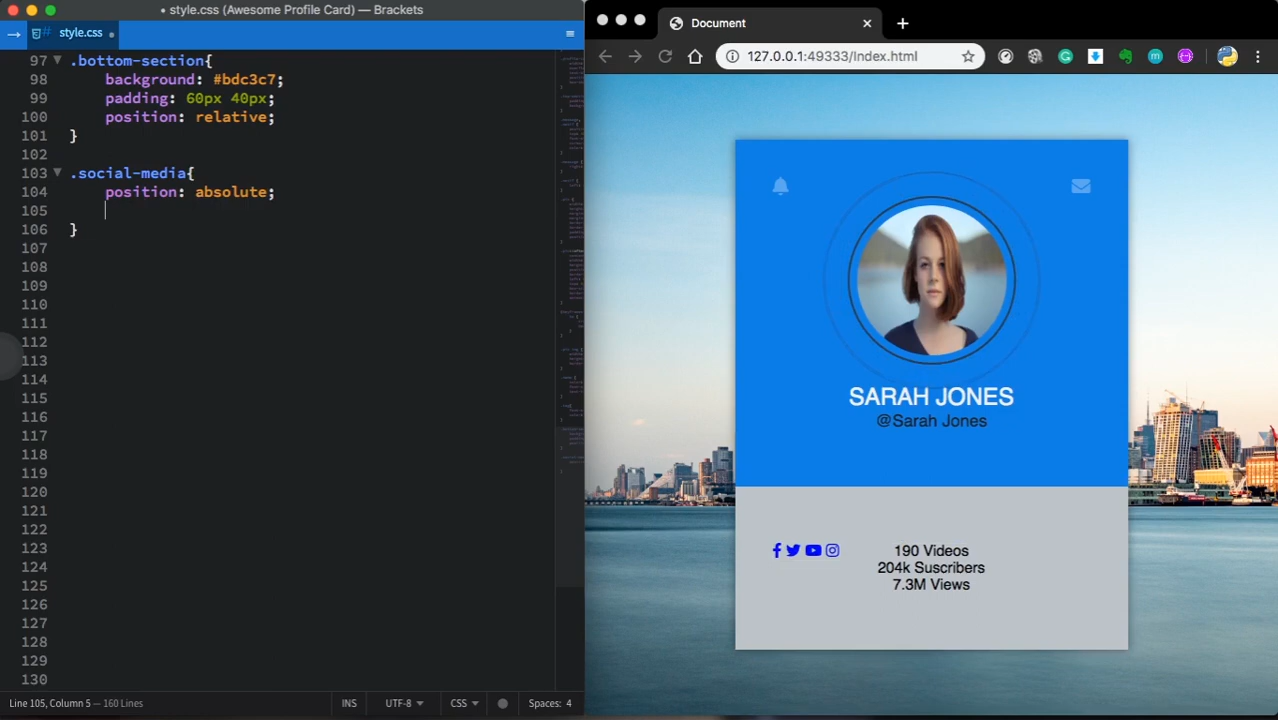 • style.css (Awesome Profile Card) — Brackets
style.css •
97 .bottom-section{
98 background: #bdc3c7;
99 padding: 60px 40px;
100 position: relative;
101 }
102
103 .social-media{
104 position: absolute;
105
106 }
107
108
109
110
111
112
113
114
115
116
117
118
119
120
121
122
123
124
125
126
127
128
129
130
Line 105, Column 5 — 160 Lines
INS
UTF-8
CSS
Spaces: 4
Document
127.0.0.1:49333/index.html
SARAH JONES
@Sarah Jones
190 Videos
204k Suscribers
7.3M Views